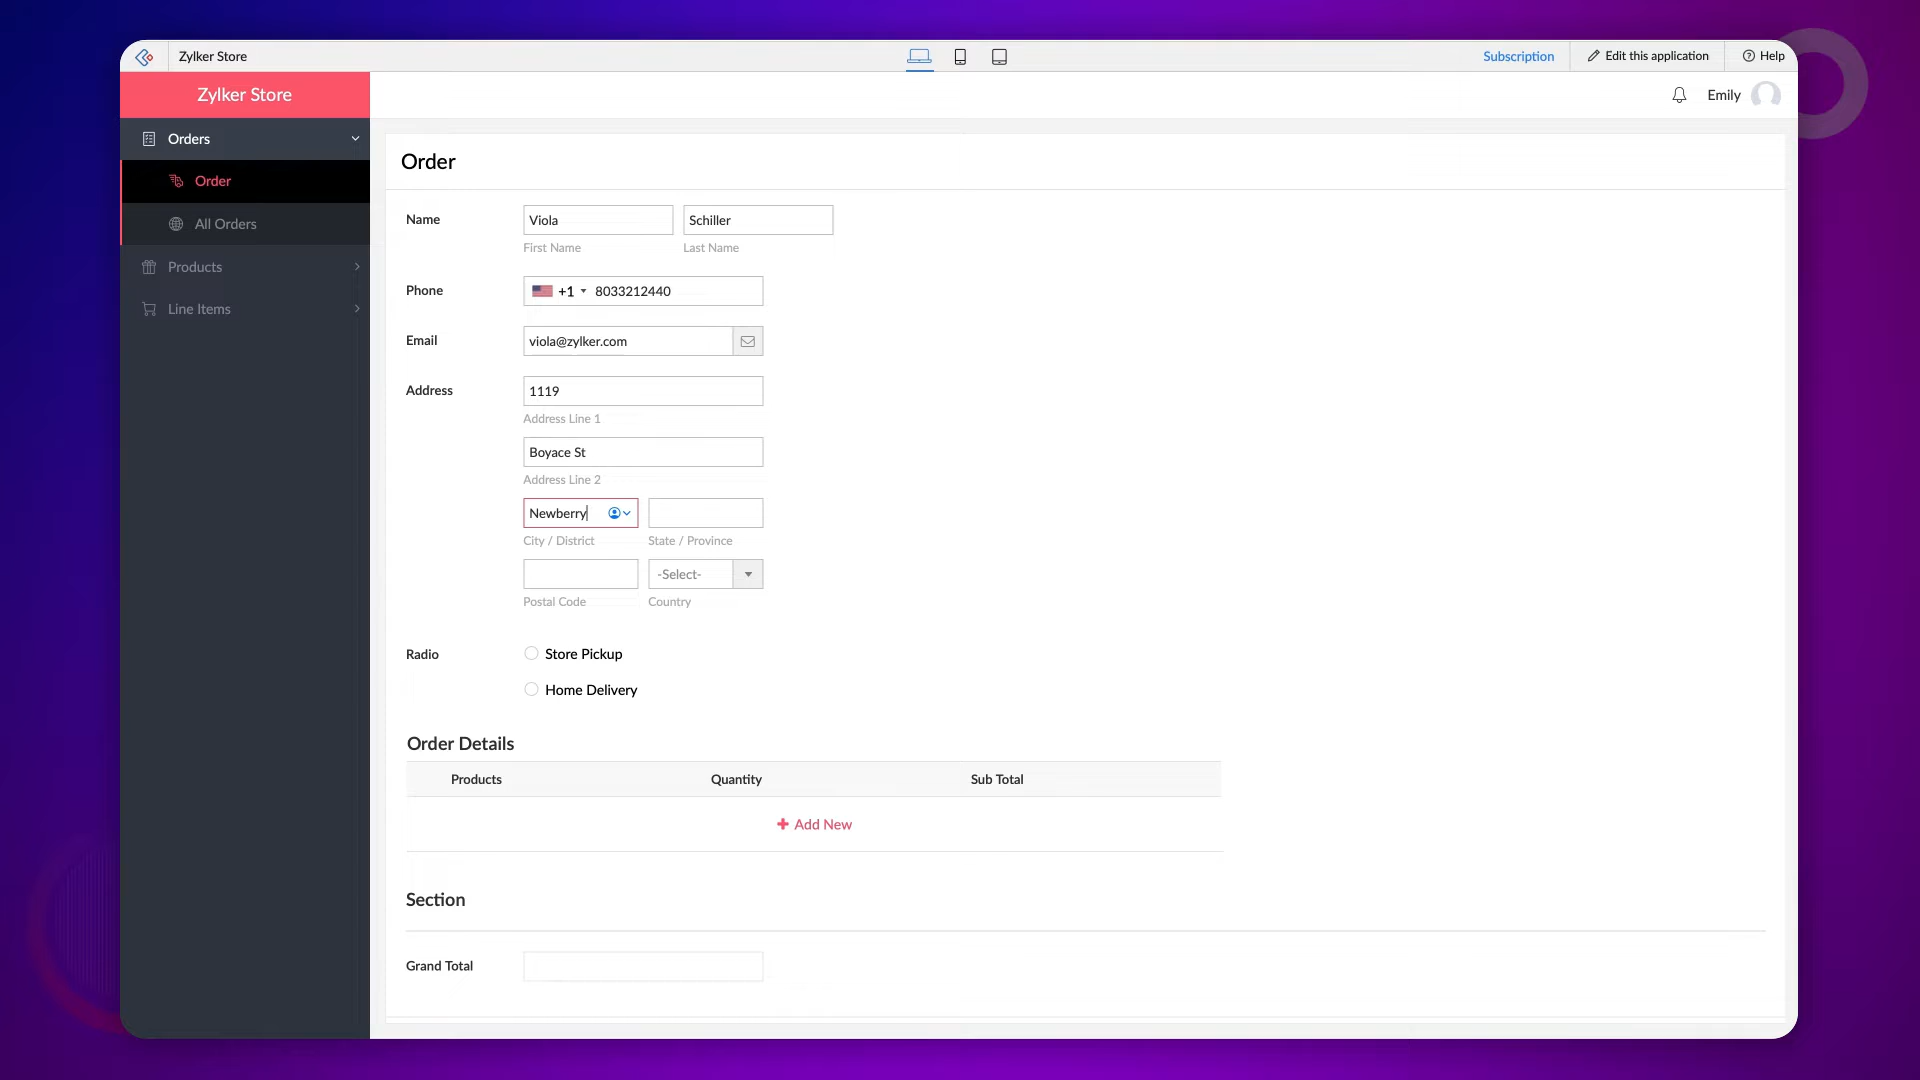 Zylker Store
Subscription
Edit this application
Help
Zylker Store
Emily
Orders
Order
All Orders
Products
Line Items
Order
Name
Viola
Schiller
First Name
Last Name
Phone
+1
8033212440
Email
viola@zylker.com
Address
1119
Address Line 1
Boyace St
Address Line 2
Newberry
City / District
State / Province
-Select-
Postal Code
Country
Radio
Store Pickup
Home Delivery
Order Details
Products
Quantity
Sub Total
Add New
Section
Grand Total